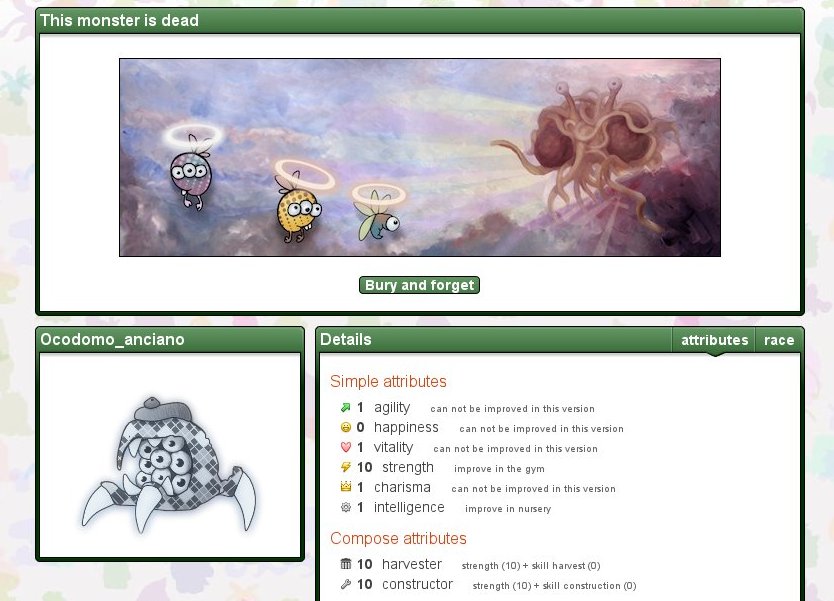 This monster is dead
Bury and forget
Ocodomo_anciano
Details
attributes
race
Simple attributes
1 agility can not be improved in this version
0 happiness can not be improved in this version
1 vitality can not be improved in this version
10 strength improve in the gym
1 charisma can not be improved in this version
1 intelligence improve in nursery
Compose attributes
10 harvester strength (10) + skill harvest (0)
10 constructor strength (10) + skill construction (0)